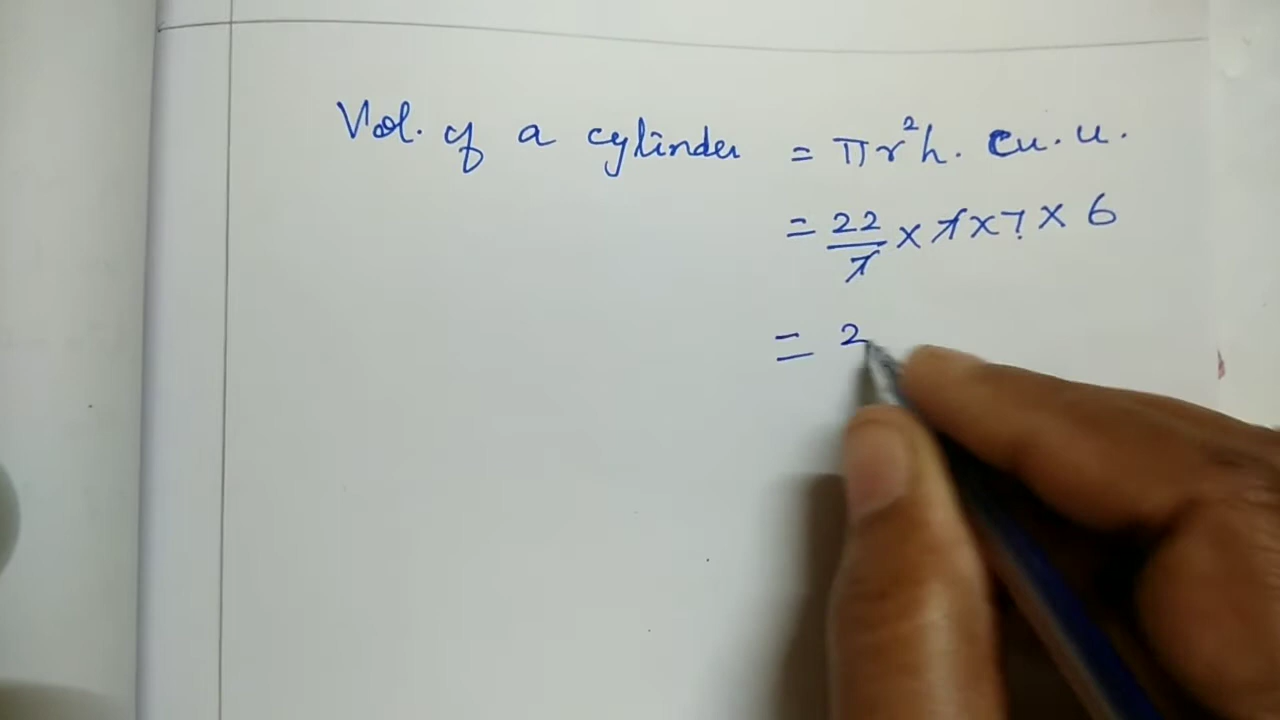 Vol. of a cylinder = πr²h. cu. u.
= 22/7 × 7 × 7 × 6
= 2